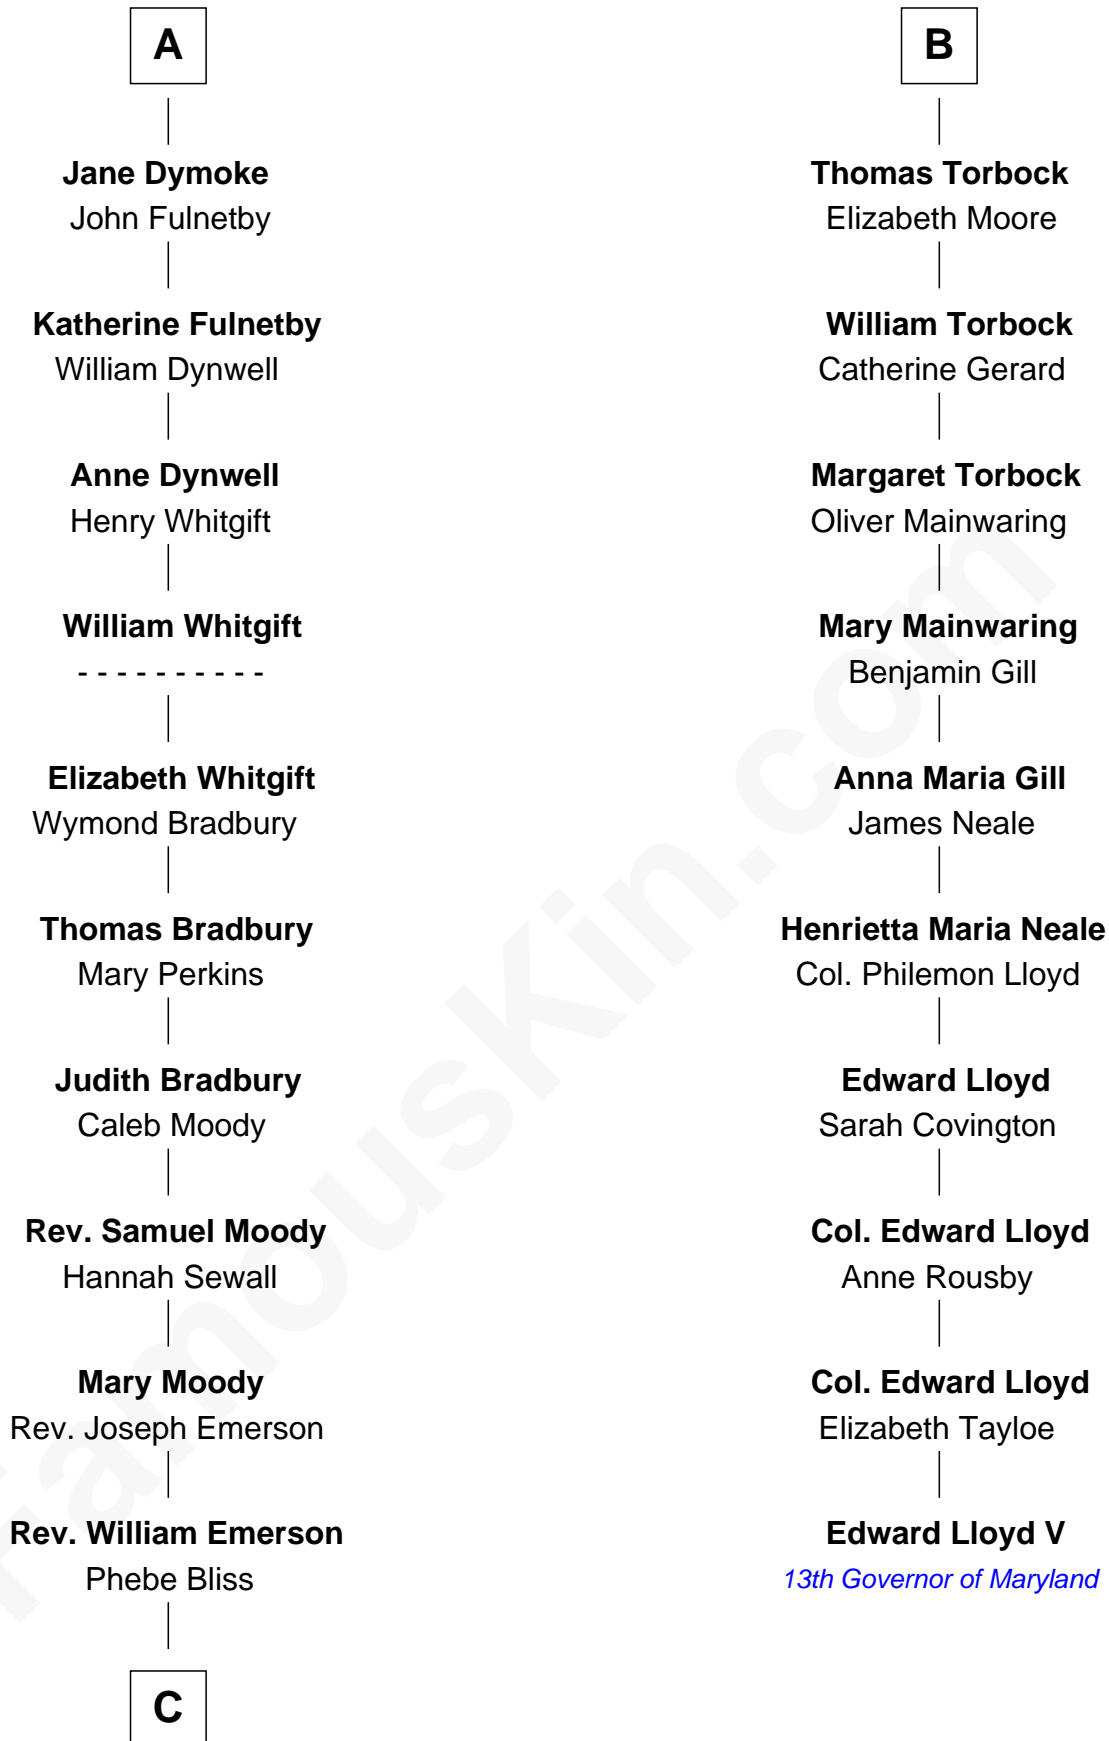 A
Jane Dymoke
John Fulnetby
Katherine Fulnetby
William Dynwell
Anne Dynwell
Henry Whitgift
William Whitgift
- - - - - - - - - -
Elizabeth Whitgift
Wymond Bradbury
Thomas Bradbury
Mary Perkins
Judith Bradbury
Caleb Moody
Rev. Samuel Moody
Hannah Sewall
Mary Moody
Rev. Joseph Emerson
Rev. William Emerson
Phebe Bliss
C
B
Thomas Torbock
Elizabeth Moore
William Torbock
Catherine Gerard
Margaret Torbock
Oliver Mainwaring
Mary Mainwaring
Benjamin Gill
Anna Maria Gill
James Neale
Henrietta Maria Neale
Col. Philemon Lloyd
Edward Lloyd
Sarah Covington
Col. Edward Lloyd
Anne Rousby
Col. Edward Lloyd
Elizabeth Tayloe
Edward Lloyd V
13th Governor of Maryland
FamousKin.com